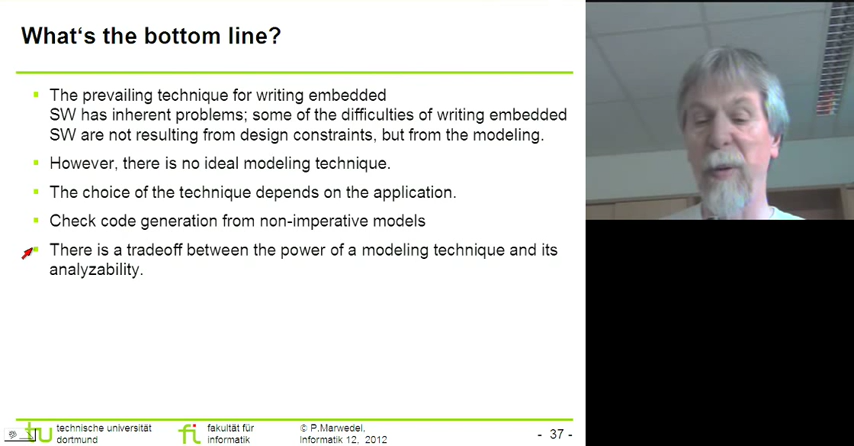 What's the bottom line?
The prevailing technique for writing embedded
SW has inherent problems; some of the difficulties of writing embedded
SW are not resulting from design constraints, but from the modeling.
However, there is no ideal modeling technique.
The choice of the technique depends on the application.
Check code generation from non-imperative models
There is a tradeoff between the power of a modeling technique and its
analyzability.
tu technische universität
dortmund
fi fakultät für
informatik
© P.Marwedel,
Informatik 12, 2012
- 37 -